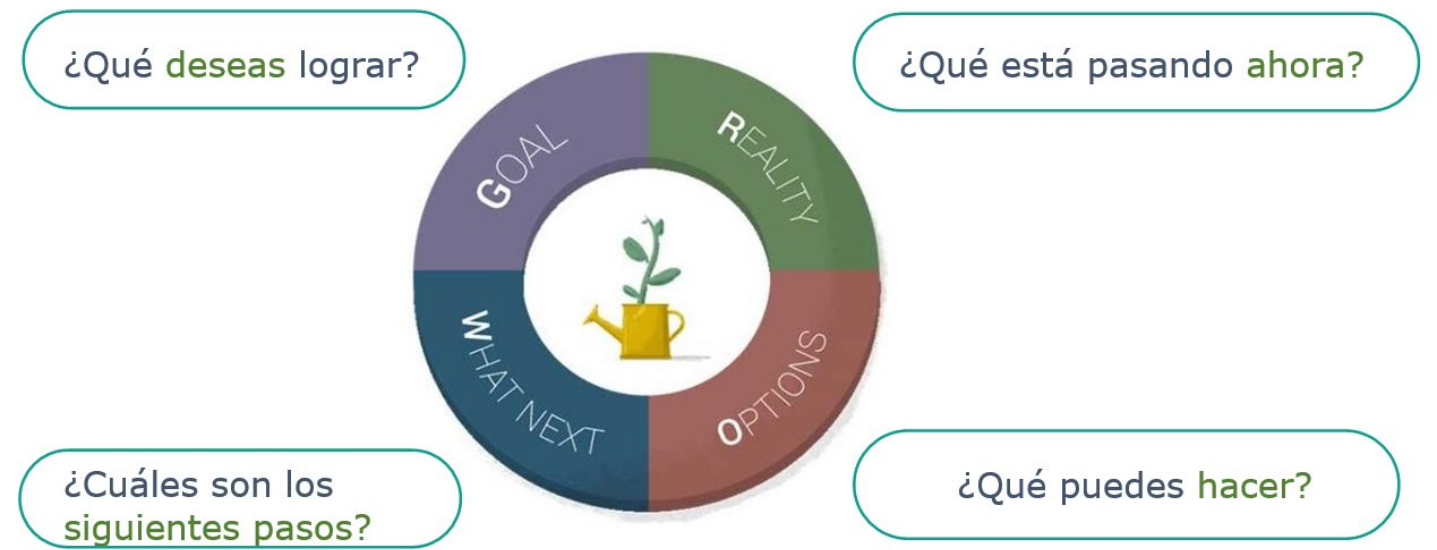 ¿Qué deseas lograr?
¿Qué está pasando ahora?
GOAL
REALITY
WHAT NEXT
OPTIONS
¿Cuáles son los
siguientes pasos?
¿Qué puedes hacer?